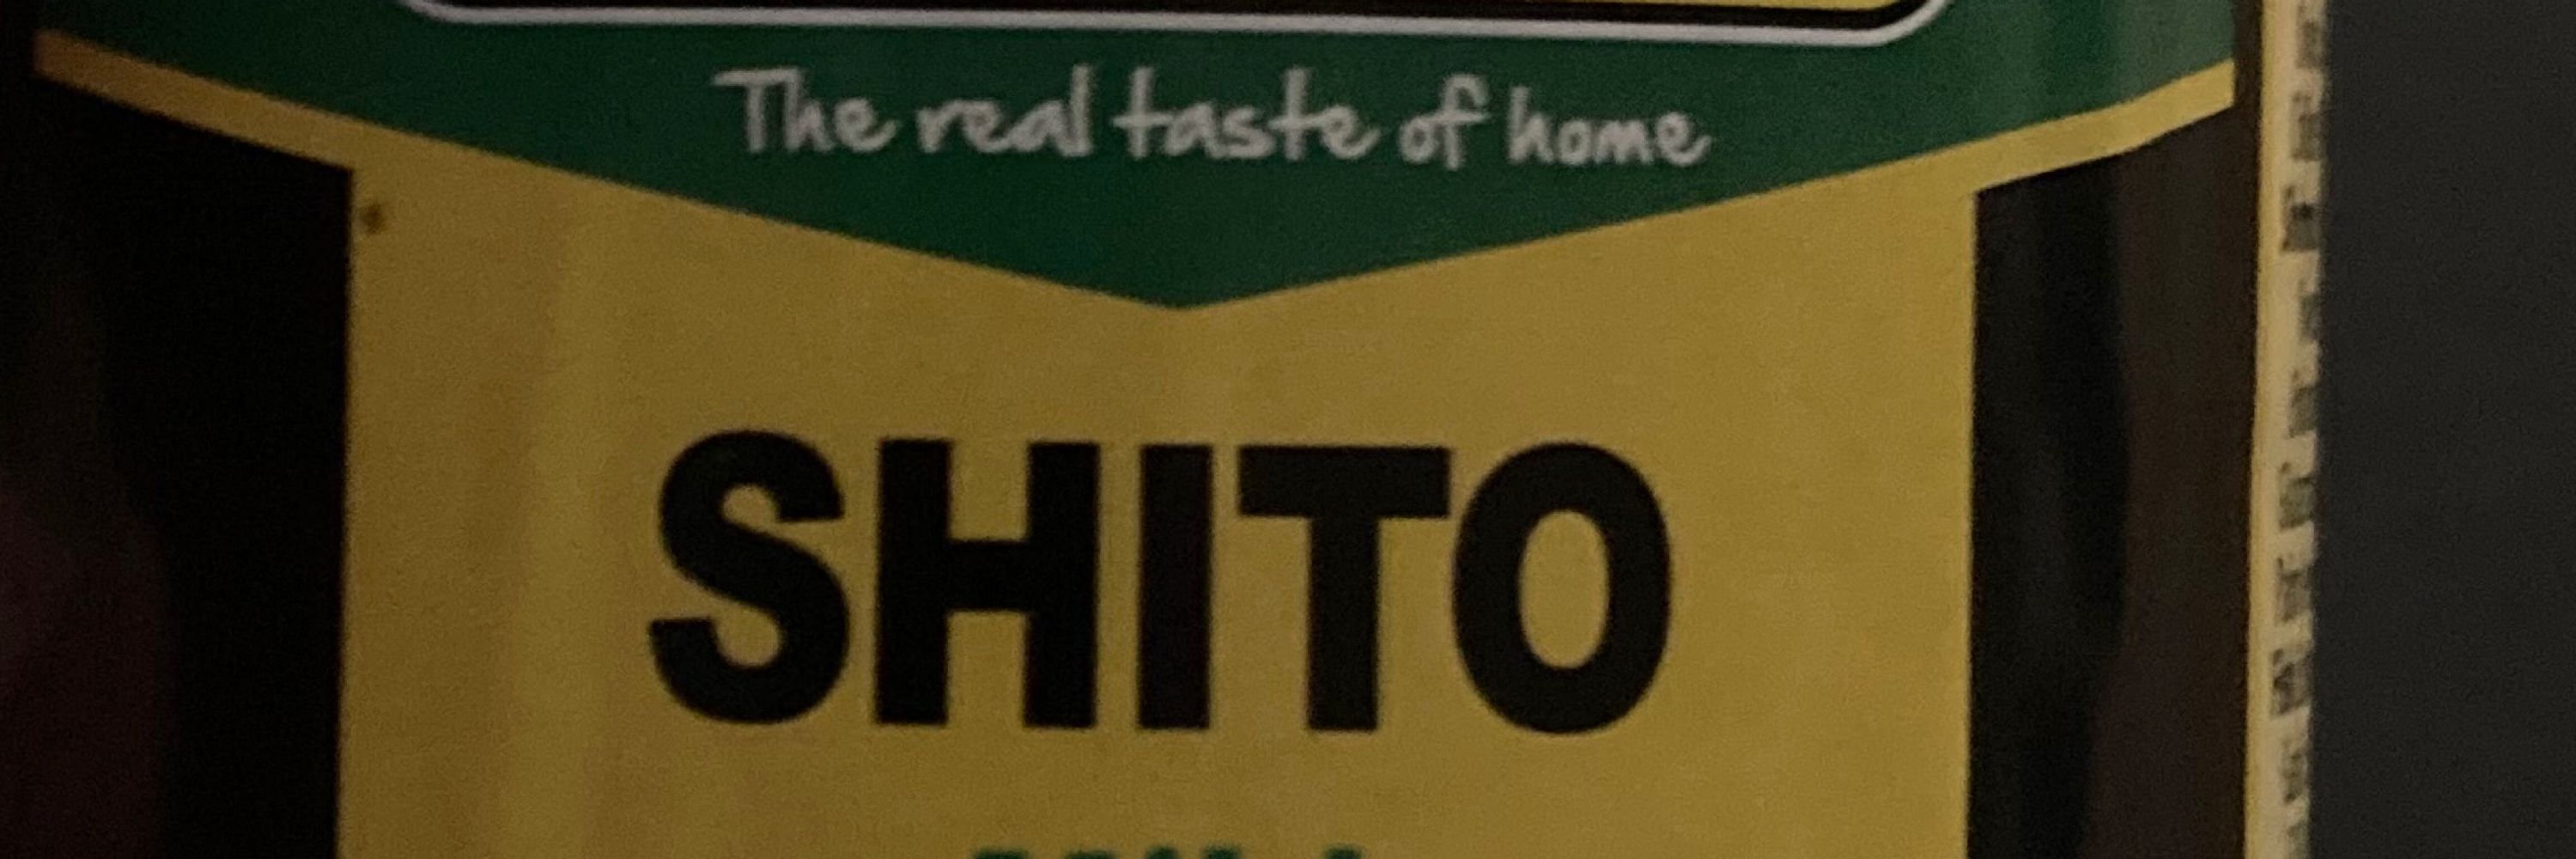 The real taste of home
SHITO